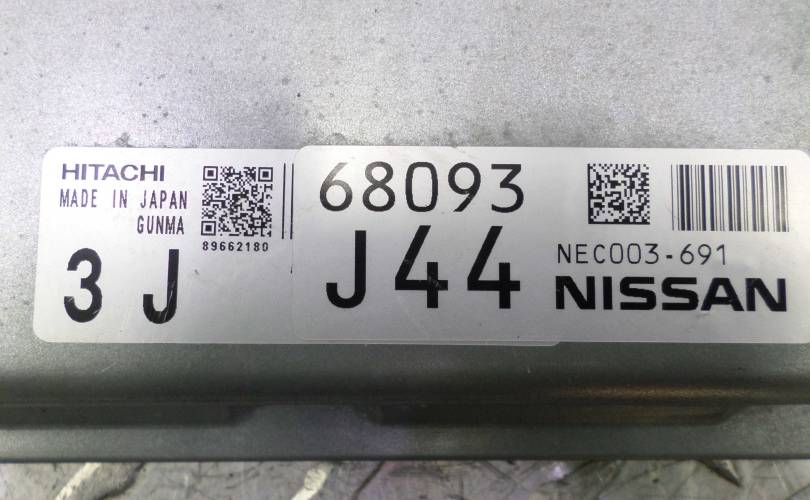 HITACHI
MADE IN JAPAN
GUNMA
89662180
3 J
68093
J44
NEC003-691
NISSAN